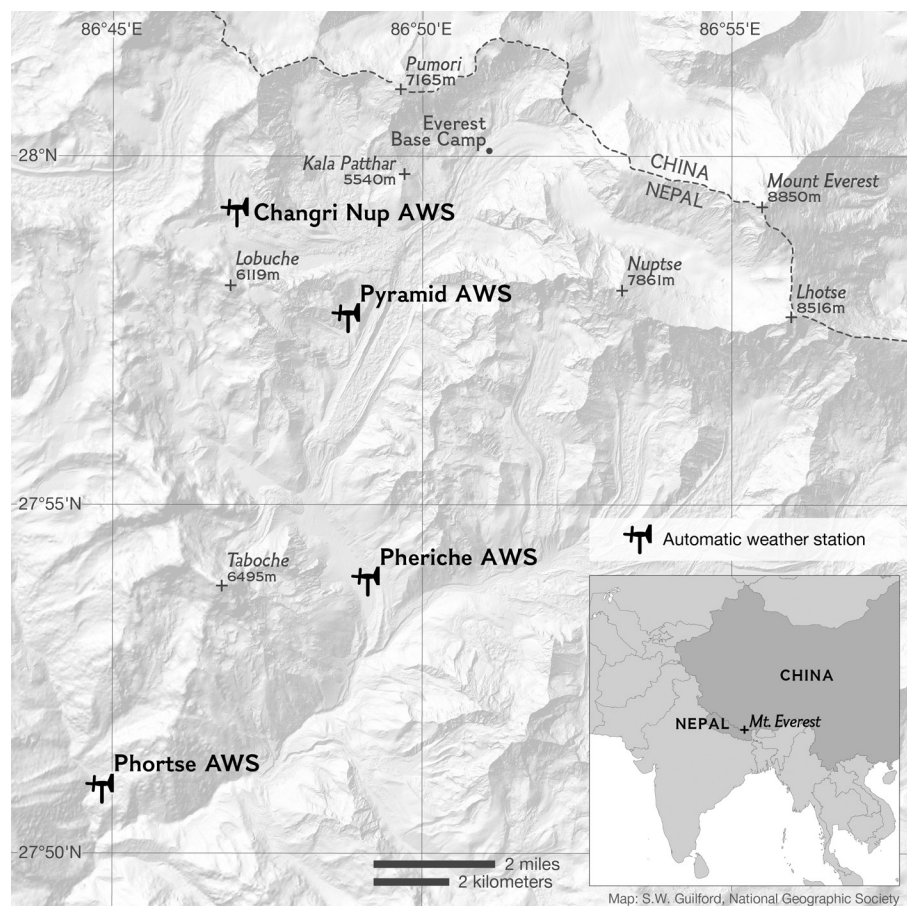 86°45'E
86°50'E
86°55'E
Pumori
7165m
Everest
Base Camp
28°N
CHINA
NEPAL
Kala Patthar
5540m
Mount Everest
8850m
Changri Nup AWS
Lobuche
6119m
Nuptse
7861m
Pyramid AWS
Lhotse
8516m
27°55'N
Automatic weather station
Pheriche AWS
Taboche
6495m
CHINA
NEPAL
Mt. Everest
Phortse AWS
27°50'N
2 miles
2 kilometers
Map: S.W. Guilford, National Geographic Society